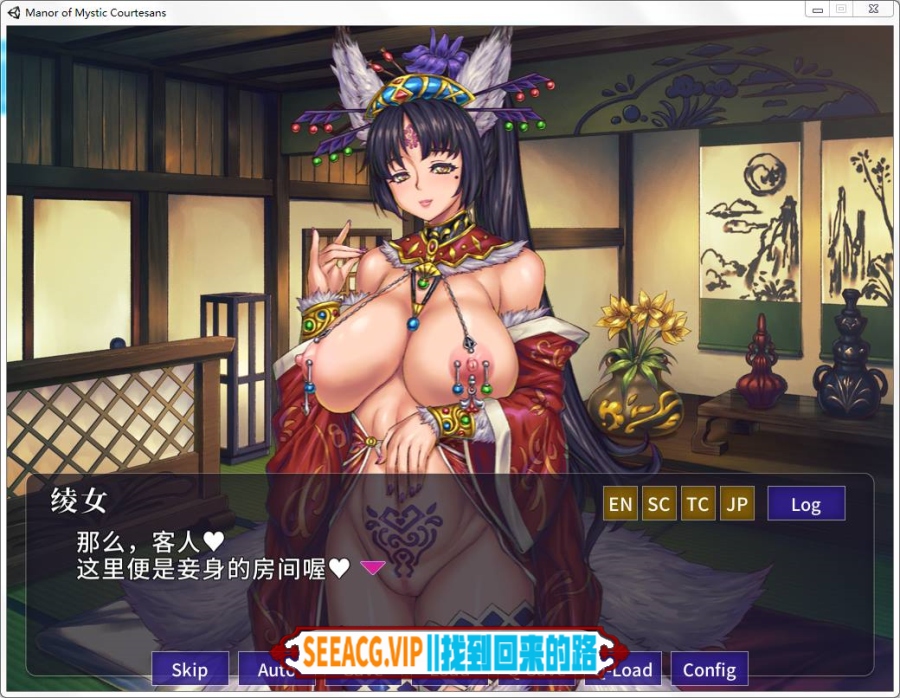 Manor of Mystic Courtesans
绫女
EN SC TC JP Log
那么，客人♥
这里便是妾身的房间喔♥
Skip Auto -Load Config
SEEACG.VIP||找到回来的路